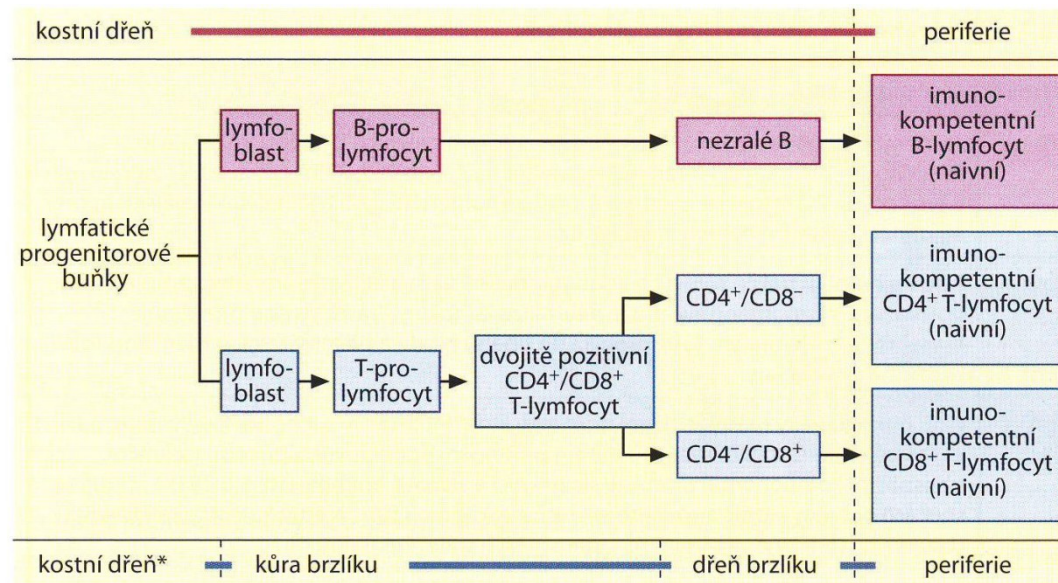 kostní dřeň
periferie
lymfo-
blast
B-pro-
lymfocyt
nezralé B
imuno-
kompetentní
B-lymfocyt
(naivní)
lymfatické
progenitorové
buňky
lymfo-
blast
T-pro-
lymfocyt
dvojitě pozitivní
CD4⁺/CD8⁺
T-lymfocyt
CD4⁺/CD8⁻
imuno-
kompetentní
CD4⁺ T-lymfocyt
(naivní)
CD4⁻/CD8⁺
imuno-
kompetentní
CD8⁺ T-lymfocyt
(naivní)
kostní dřeň*
kůra brzlíku
dřeň brzlíku
periferie